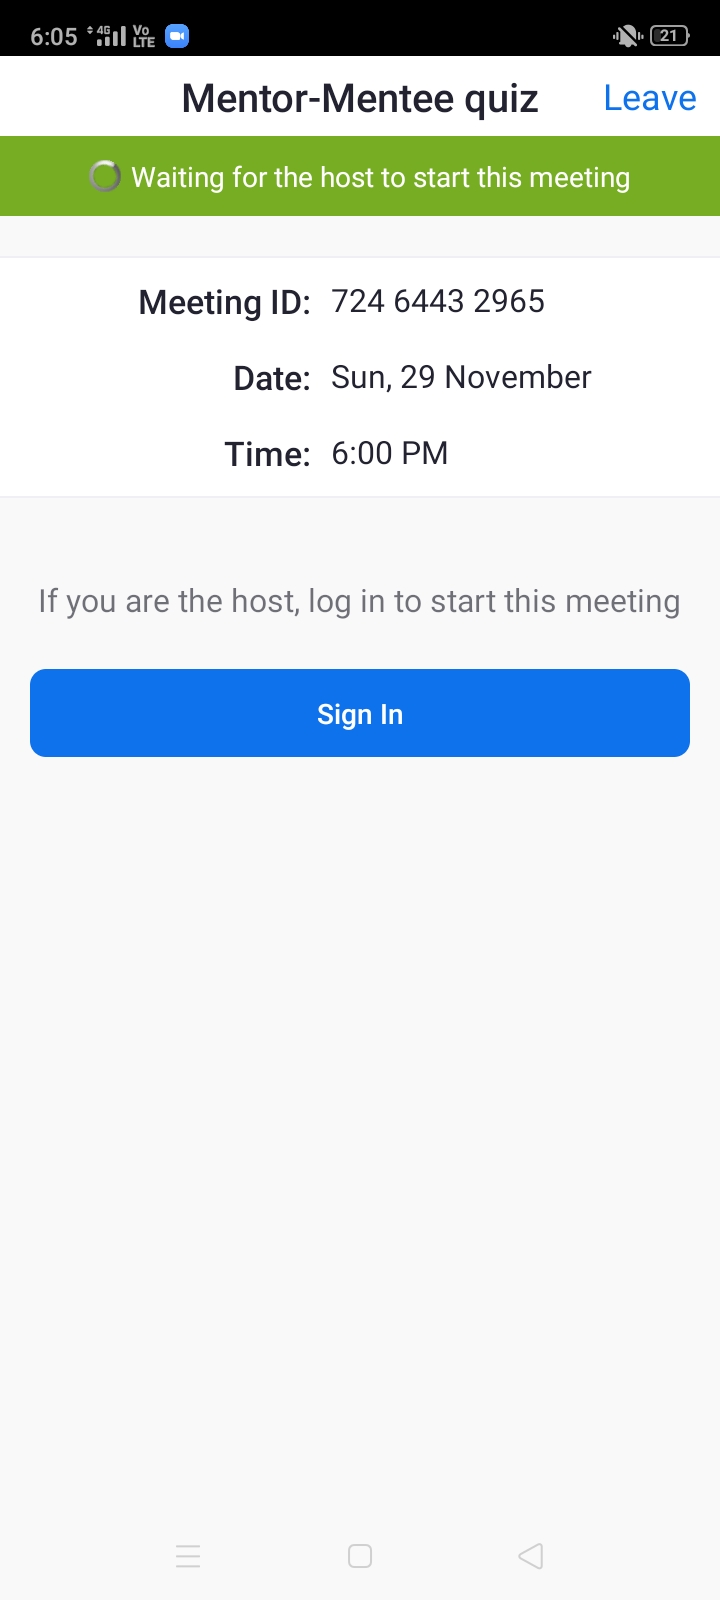 6:05 4G Vo LTE 21
Mentor-Mentee quiz Leave
Waiting for the host to start this meeting
Meeting ID: 724 6443 2965
Date: Sun, 29 November
Time: 6:00 PM
If you are the host, log in to start this meeting
Sign In